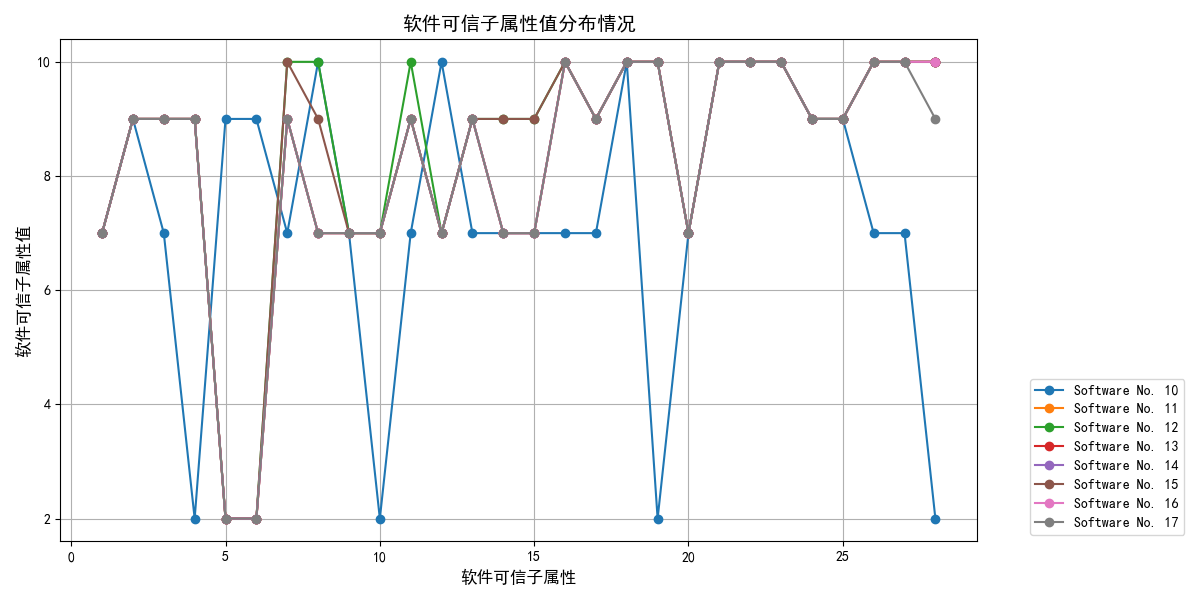 软件可信子属性值分布情况
软件可信子属性值
10
8
6
4
2
0
5
10
15
20
25
软件可信子属性
Software No. 10
Software No. 11
Software No. 12
Software No. 13
Software No. 14
Software No. 15
Software No. 16
Software No. 17